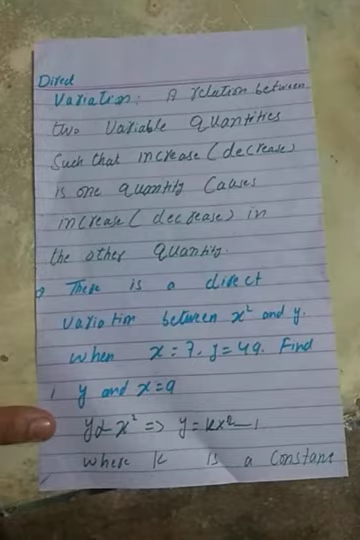 Direct
Variation: A relation between
two variable quantities
Such that increase (decrease)
is one quantity Causes
increase (decrease) in
the other quantity.
There is a direct
variation between x² and y.
when x = 7, y = 49. Find
1 y and x = 9
y ∝ x² => y = kx² — 1
where k is a Constant